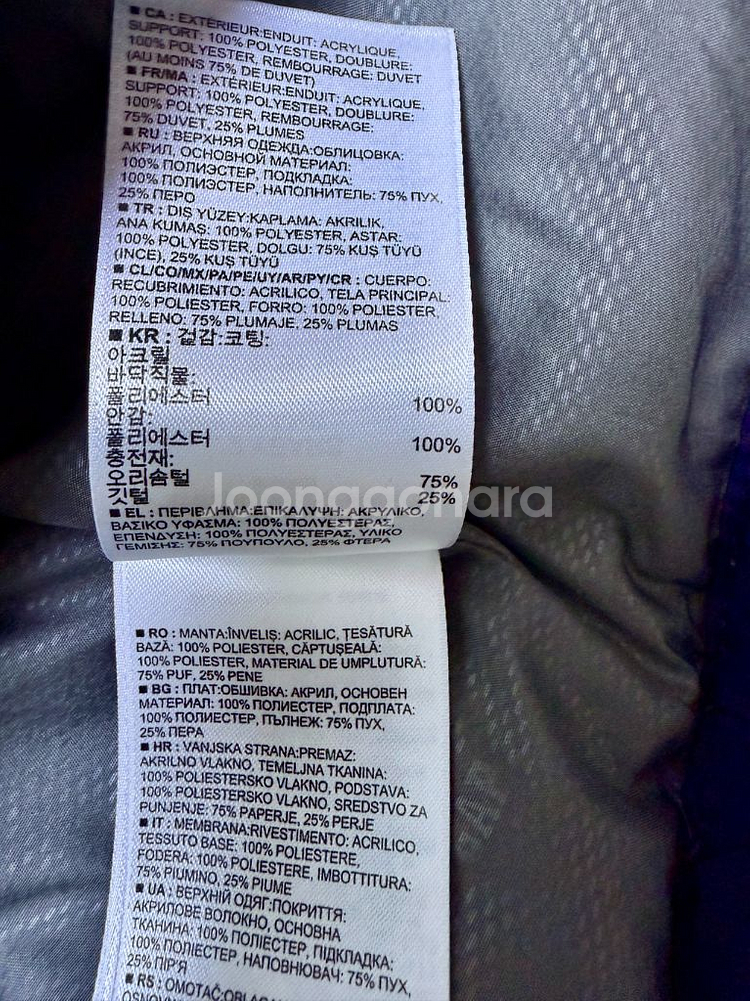 ■ CA : EXTÉRIEUR:ENDUIT: ACRYLIQUE,
SUPPORT: 100% POLYESTER, DOUBLURE:
100% POLYESTER, REMBOURRAGE: DUVET
(AU MOINS 75% DE DUVET)
■ FR/MA : EXTÉRIEUR:ENDUIT: ACRYLIQUE,
SUPPORT: 100% POLYESTER, DOUBLURE:
100% POLYESTER, REMBOURRAGE:
75% DUVET, 25% PLUMES
■ RU : ВЕРХНЯЯ ОДЕЖДА:ОБЛИЦОВКА:
АКРИЛ, ОСНОВНОЙ МАТЕРИАЛ:
100% ПОЛИЭСТЕР, ПОДКЛАДКА:
100% ПОЛИЭСТЕР, НАПОЛНИТЕЛЬ: 75% ПУХ,
25% ПЕРО
■ TR : DIŞ YÜZEY:KAPLAMA: AKRILIK,
ANA KUMAŞ: 100% POLYESTER, ASTAR:
100% POLYESTER, DOLGU: 75% KUŞ TÜYÜ
(INCE), 25% KUŞ TÜYÜ
■ CL/CO/MX/PA/PE/UY/AR/PY/CR : CUERPO:
RECUBRIMIENTO: ACRILICO, TELA PRINCIPAL:
100% POLIESTER, FORRO: 100% POLIESTER,
RELLENO: 75% PLUMAJE, 25% PLUMAS
■ KR : 겉감:코팅:
아크릴
바닥직물:
폴리에스터 100%
안감:
폴리에스터 100%
충전재:
오리솜털 75%
깃털 25%
■ EL : ΠΕΡΙΒΛΗΜΑ:ΕΠΙΚΑΛΥΨΗ: ΑΚΡΥΛΙΚΟ,
ΒΑΣΙΚΟ ΥΦΑΣΜΑ: 100% ΠΟΛΥΕΣΤΕΡΑΣ,
ΕΠΕΝΔΥΣΗ: 100% ΠΟΛΥΕΣΤΕΡΑΣ, ΥΛΙΚΟ
ΓΕΜΙΣΗΣ: 75% ΠΟΥΠΟΥΛΟ, 25% ΦΤΕΡΑ
Joonggonara
■ RO : MANTA:ÎNVELIŞ: ACRILIC, ŢESĂTURĂ
BAZĂ: 100% POLIESTER, CĂPTUŞEALĂ:
100% POLIESTER, MATERIAL DE UMPLUTURĂ:
75% PUF, 25% PENE
■ BG : ПЛАТ:ОБШИВКА: АКРИЛ, ОСНОВЕН
МАТЕРИАЛ: 100% ПОЛИЕСТЕР, ПОДПЛАТА:
100% ПОЛИЕСТЕР, ПЪЛНЕЖ: 75% ПУХ,
25% ПЕРА
■ HR : VANJSKA STRANA:PREMAZ:
AKRILNO VLAKNO, TEMELJNA TKANINA:
100% POLIESTERSKO VLAKNO, PODSTAVA:
100% POLIESTERSKO VLAKNO, SREDSTVO ZA
PUNJENJE: 75% PAPERJE, 25% PERJE
■ IT : MEMBRANA:RIVESTIMENTO: ACRILICO,
TESSUTO BASE: 100% POLIESTERE,
FODERA: 100% POLIESTERE, IMBOTTITURA:
75% PIUMINO, 25% PIUME
■ UA : ВЕРХНІЙ ОДЯГ:ПОКРИТТЯ:
АКРИЛОВЕ ВОЛОКНО, ОСНОВНА
ТКАНИНА: 100% ПОЛІЕСТЕР, ПІДКЛАДКА:
100% ПОЛІЕСТЕР, НАПОВНЮВАЧ: 75% ПУХ,
25% ПІР'Я
■ RS : ОМОТАЧ: